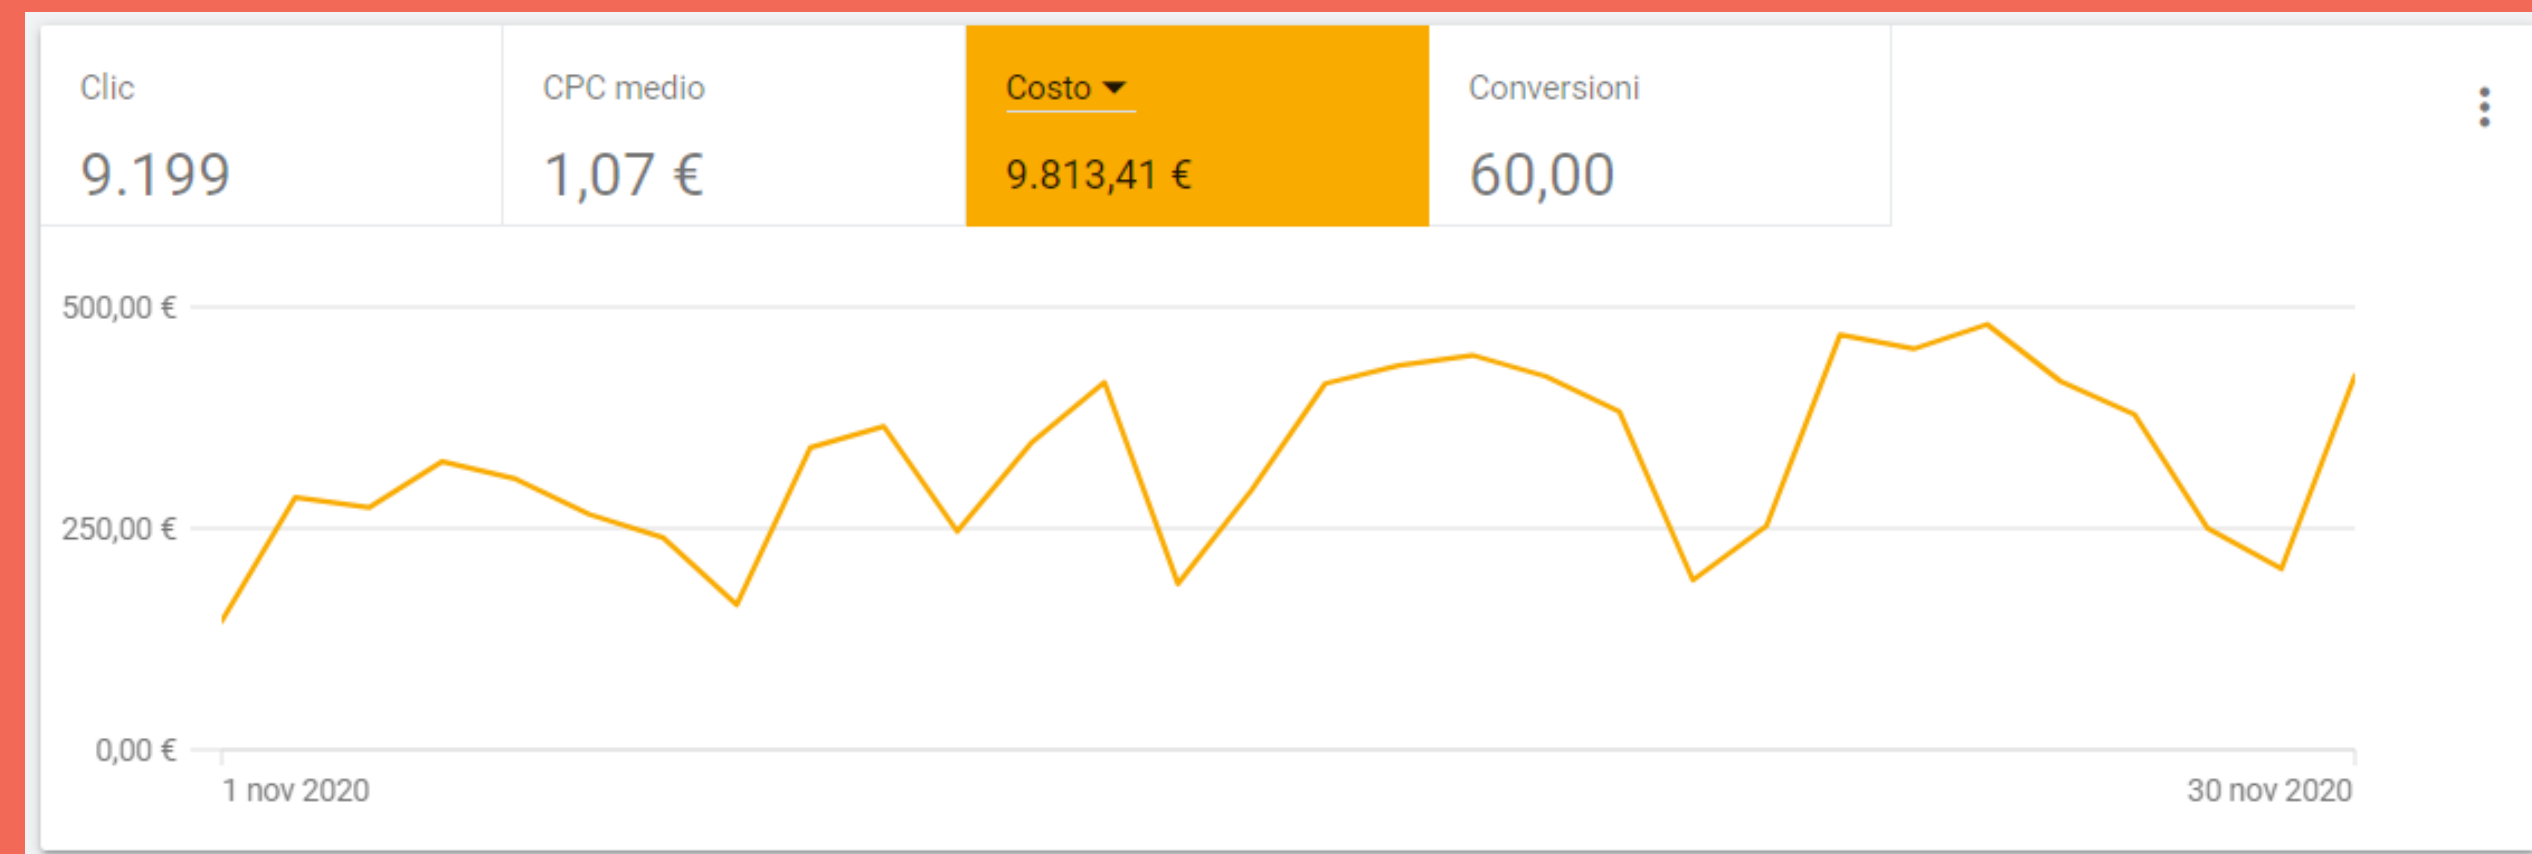 Clic
9.199
CPC medio
1,07 €
Costo
9.813,41 €
Conversioni
60,00
500,00 €
250,00 €
0,00 €
1 nov 2020
30 nov 2020